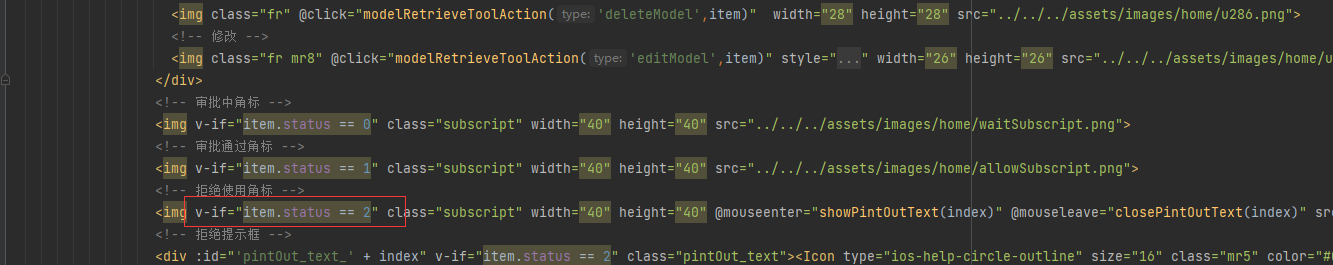 <img class="fr" @click="modelRetrieveToolAction( type: 'deleteModel',item)"  width="28" height="28" src="../../../assets/images/home/u286.png">
<!-- 修改 -->
<img class="fr mr8" @click="modelRetrieveToolAction( type: 'editModel',item)" style="..." width="26" height="26" src="../../../assets/images/home/u
</div>
<!-- 审批中角标 -->
<img v-if="item.status == 0" class="subscript" width="40" height="40" src="../../../assets/images/home/waitSubscript.png">
<!-- 审批通过角标 -->
<img v-if="item.status == 1" class="subscript" width="40" height="40" src="../../../assets/images/home/allowSubscript.png">
<!-- 拒绝使用角标 -->
<img v-if="item.status == 2" class="subscript" width="40" height="40" @mouseenter="showPintOutText(index)" @mouseleave="closePintOutText(index)" src
<!-- 拒绝提示框 -->
<div :id="'pintOut_text_' + index" v-if="item.status == 2" class="pintOut_text"><Icon type="ios-help-circle-outline" size="16" class="mr5" color="#